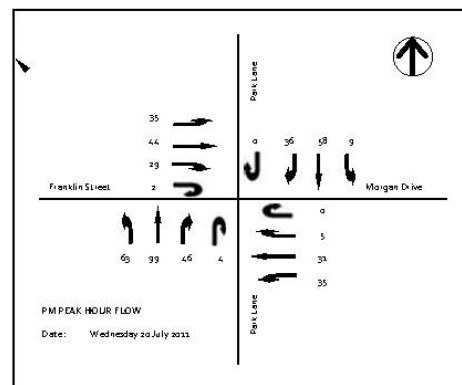 Park Lane
35
44
29
2
0 36 58 9
Franklin Street
Morgan Drive
0
5
31
35
63 99 46 4
PM PEAK HOUR FLOW
Date: Wednesday 20 July 2011
Park Lane